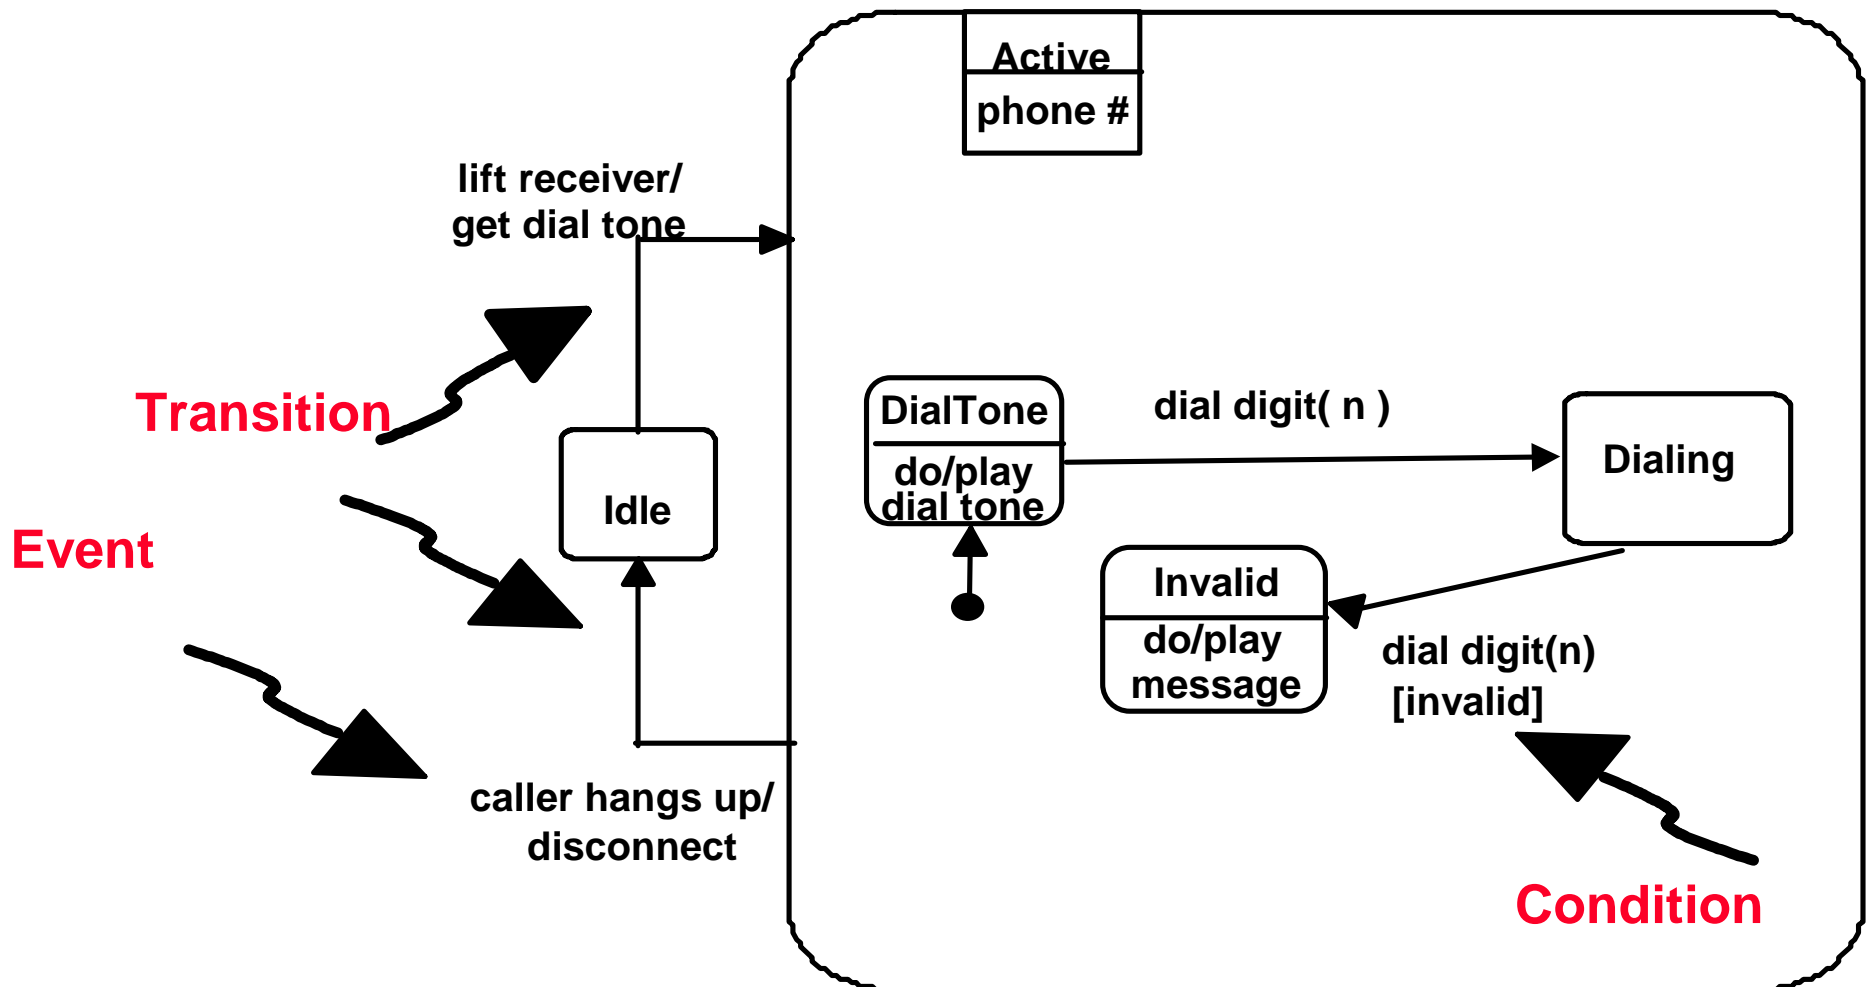 Active
phone #
lift receiver/
get dial tone
Transition
DialTone
do/play
dial tone
dial digit( n )
Dialing
Idle
Event
Invalid
do/play
message
dial digit(n)
[invalid]
caller hangs up/
disconnect
Condition